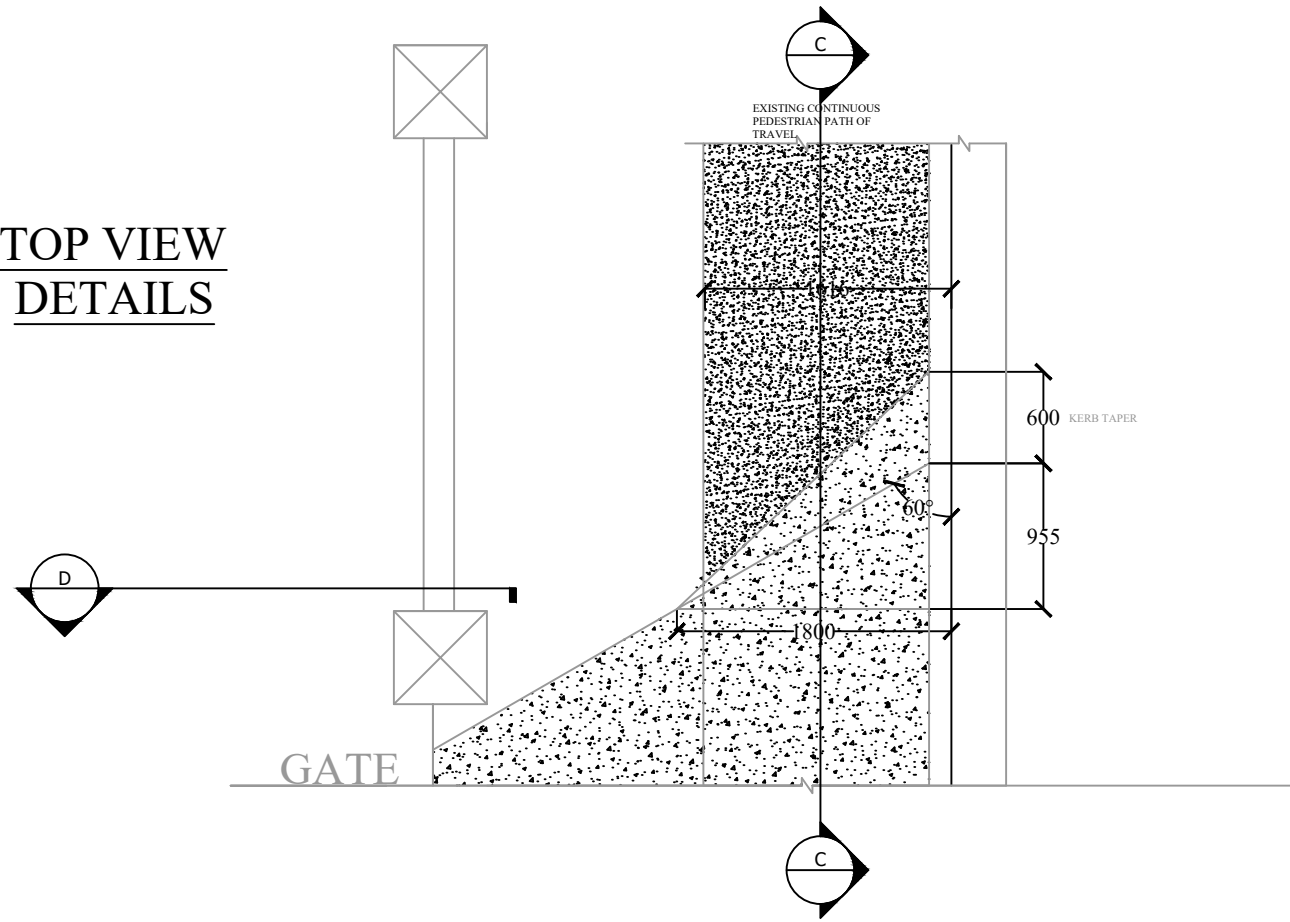 C
EXISTING CONTINUOUS
PEDESTRIAN PATH OF
TRAVEL
TOP VIEW
DETAILS
600 KERB TAPER
60°
955
D
1800
GATE
C